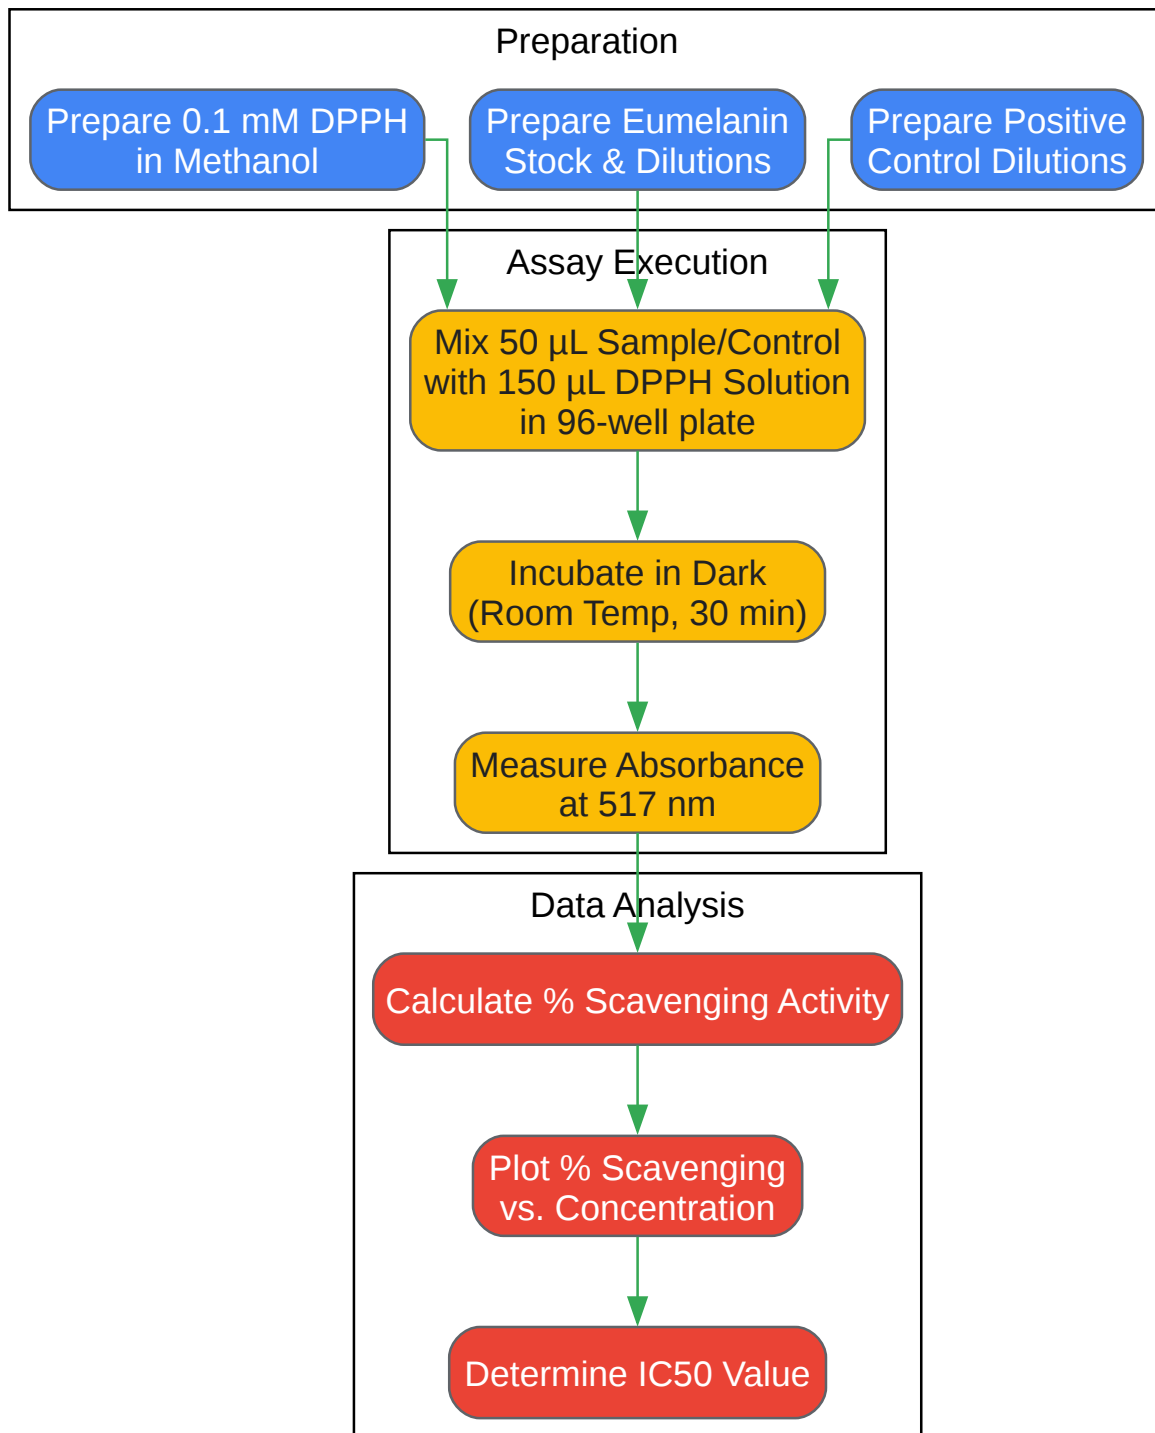 Preparation
Prepare 0.1 mM DPPH
in Methanol
Prepare Eumelanin
Stock & Dilutions
Prepare Positive
Control Dilutions
Assay Execution
Mix 50 µL Sample/Control
with 150 µL DPPH Solution
in 96-well plate
Incubate in Dark
(Room Temp, 30 min)
Measure Absorbance
at 517 nm
Data Analysis
Calculate % Scavenging Activity
Plot % Scavenging
vs. Concentration
Determine IC50 Value